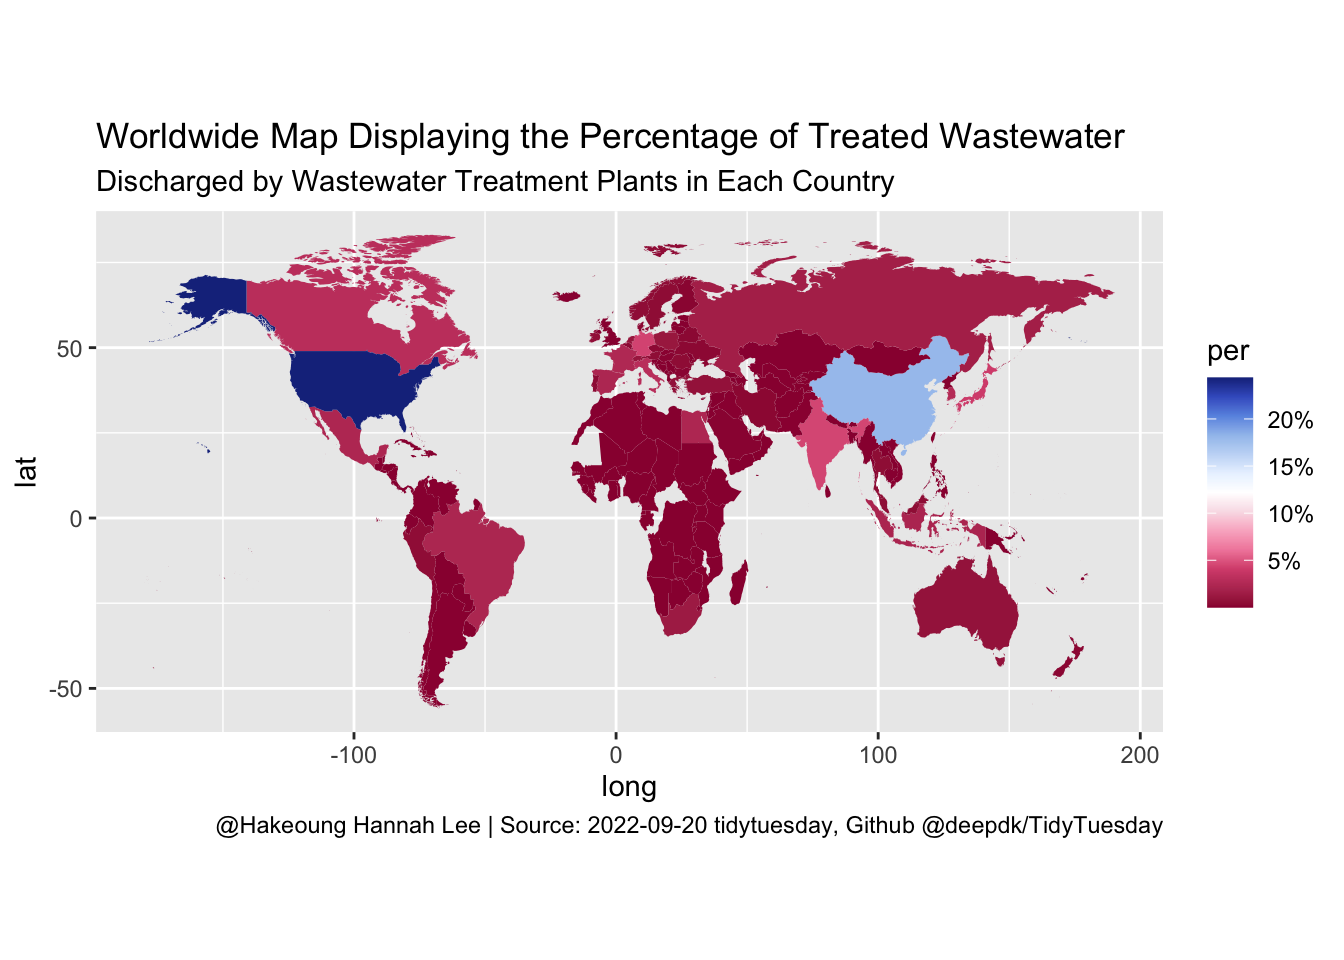 Worldwide Map Displaying the Percentage of Treated Wastewater
Discharged by Wastewater Treatment Plants in Each Country
lat
50
0
-50
-100
0
100
200
long
per
20%
15%
10%
5%
@Hakeoung Hannah Lee | Source: 2022-09-20 tidytuesday, Github @deepdk/TidyTuesday